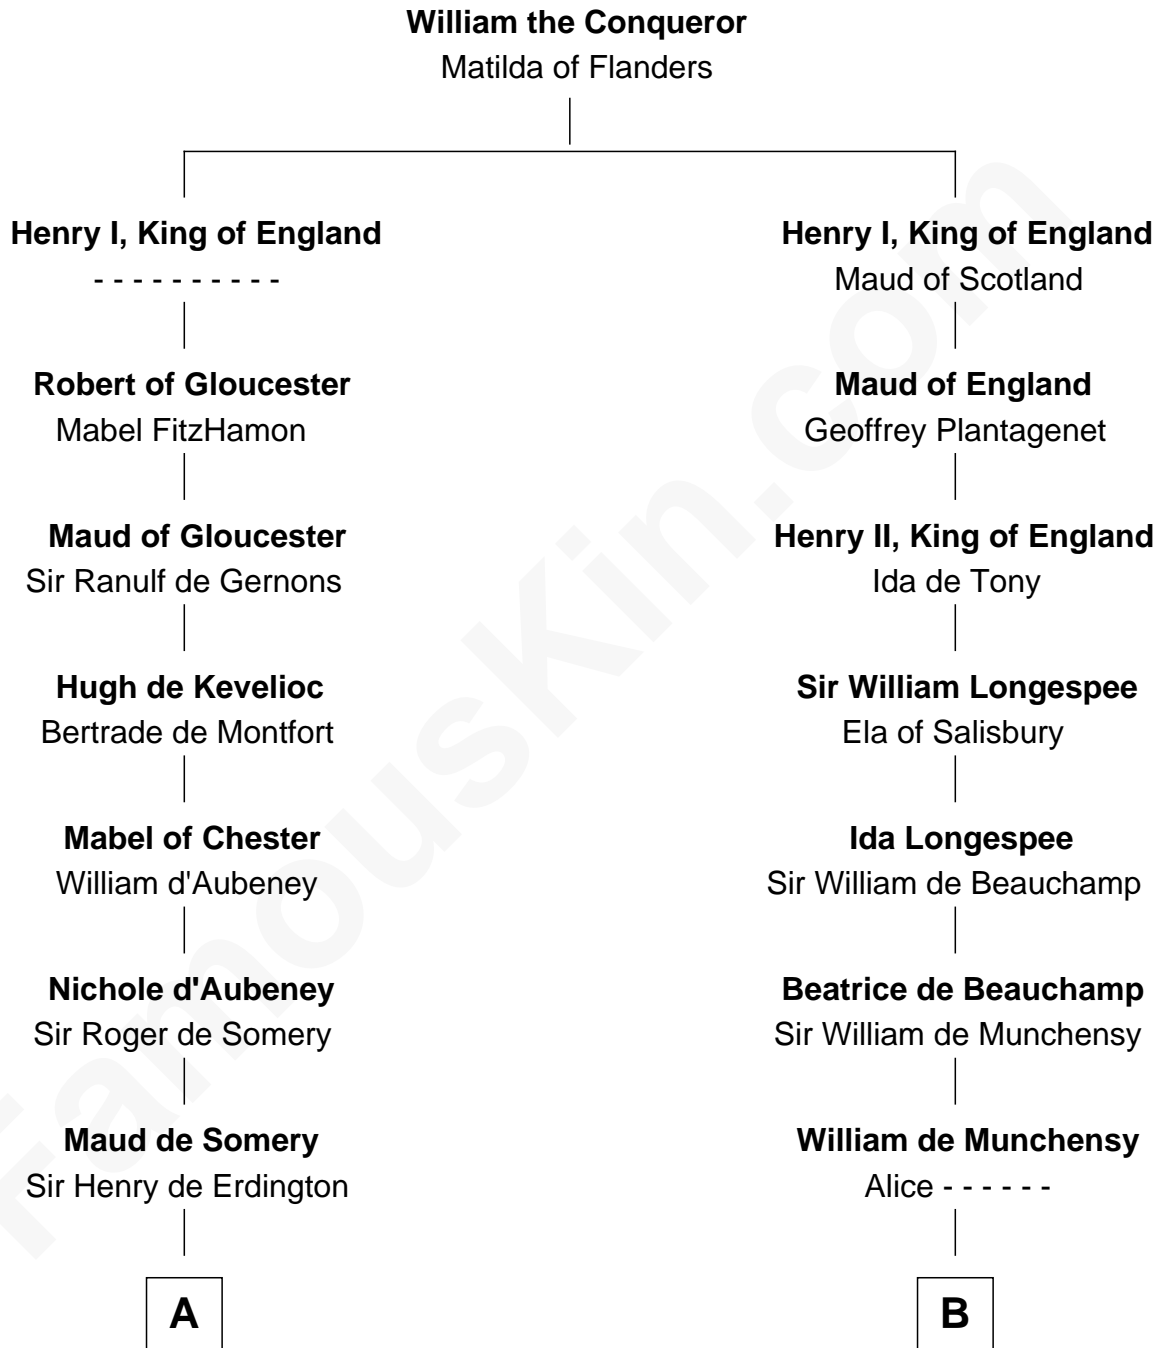 William the Conqueror
Matilda of Flanders
Henry I, King of England
- - - - - - - - - -
Henry I, King of England
Maud of Scotland
Robert of Gloucester
Mabel FitzHamon
Maud of England
Geoffrey Plantagenet
Maud of Gloucester
Sir Ranulf de Gernons
Henry II, King of England
Ida de Tony
Hugh de Kevelioc
Bertrade de Montfort
Sir William Longespee
Ela of Salisbury
Mabel of Chester
William d'Aubeney
Ida Longespee
Sir William de Beauchamp
Nichole d'Aubeney
Sir Roger de Somery
Beatrice de Beauchamp
Sir William de Munchensy
Maud de Somery
Sir Henry de Erdington
William de Munchensy
Alice - - - - - -
A
B
FamousKin.com